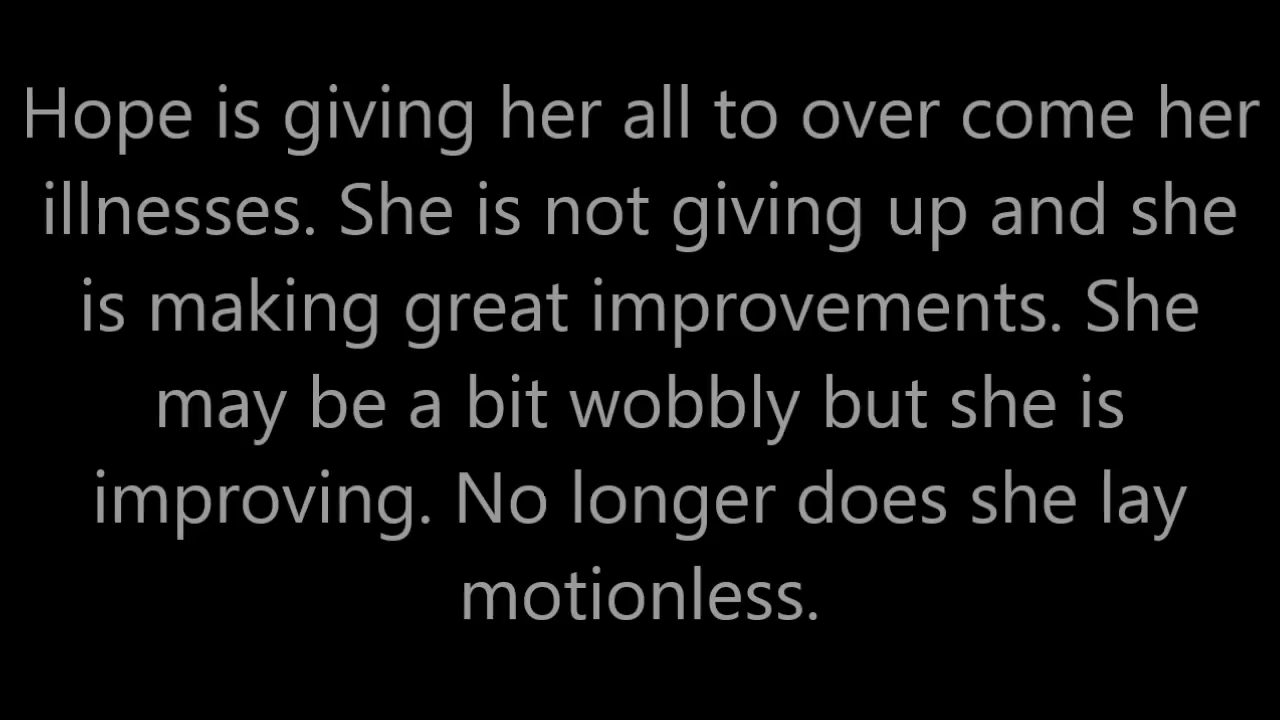 Hope is giving her all to over come her
illnesses. She is not giving up and she
is making great improvements. She
may be a bit wobbly but she is
improving. No longer does she lay
motionless.